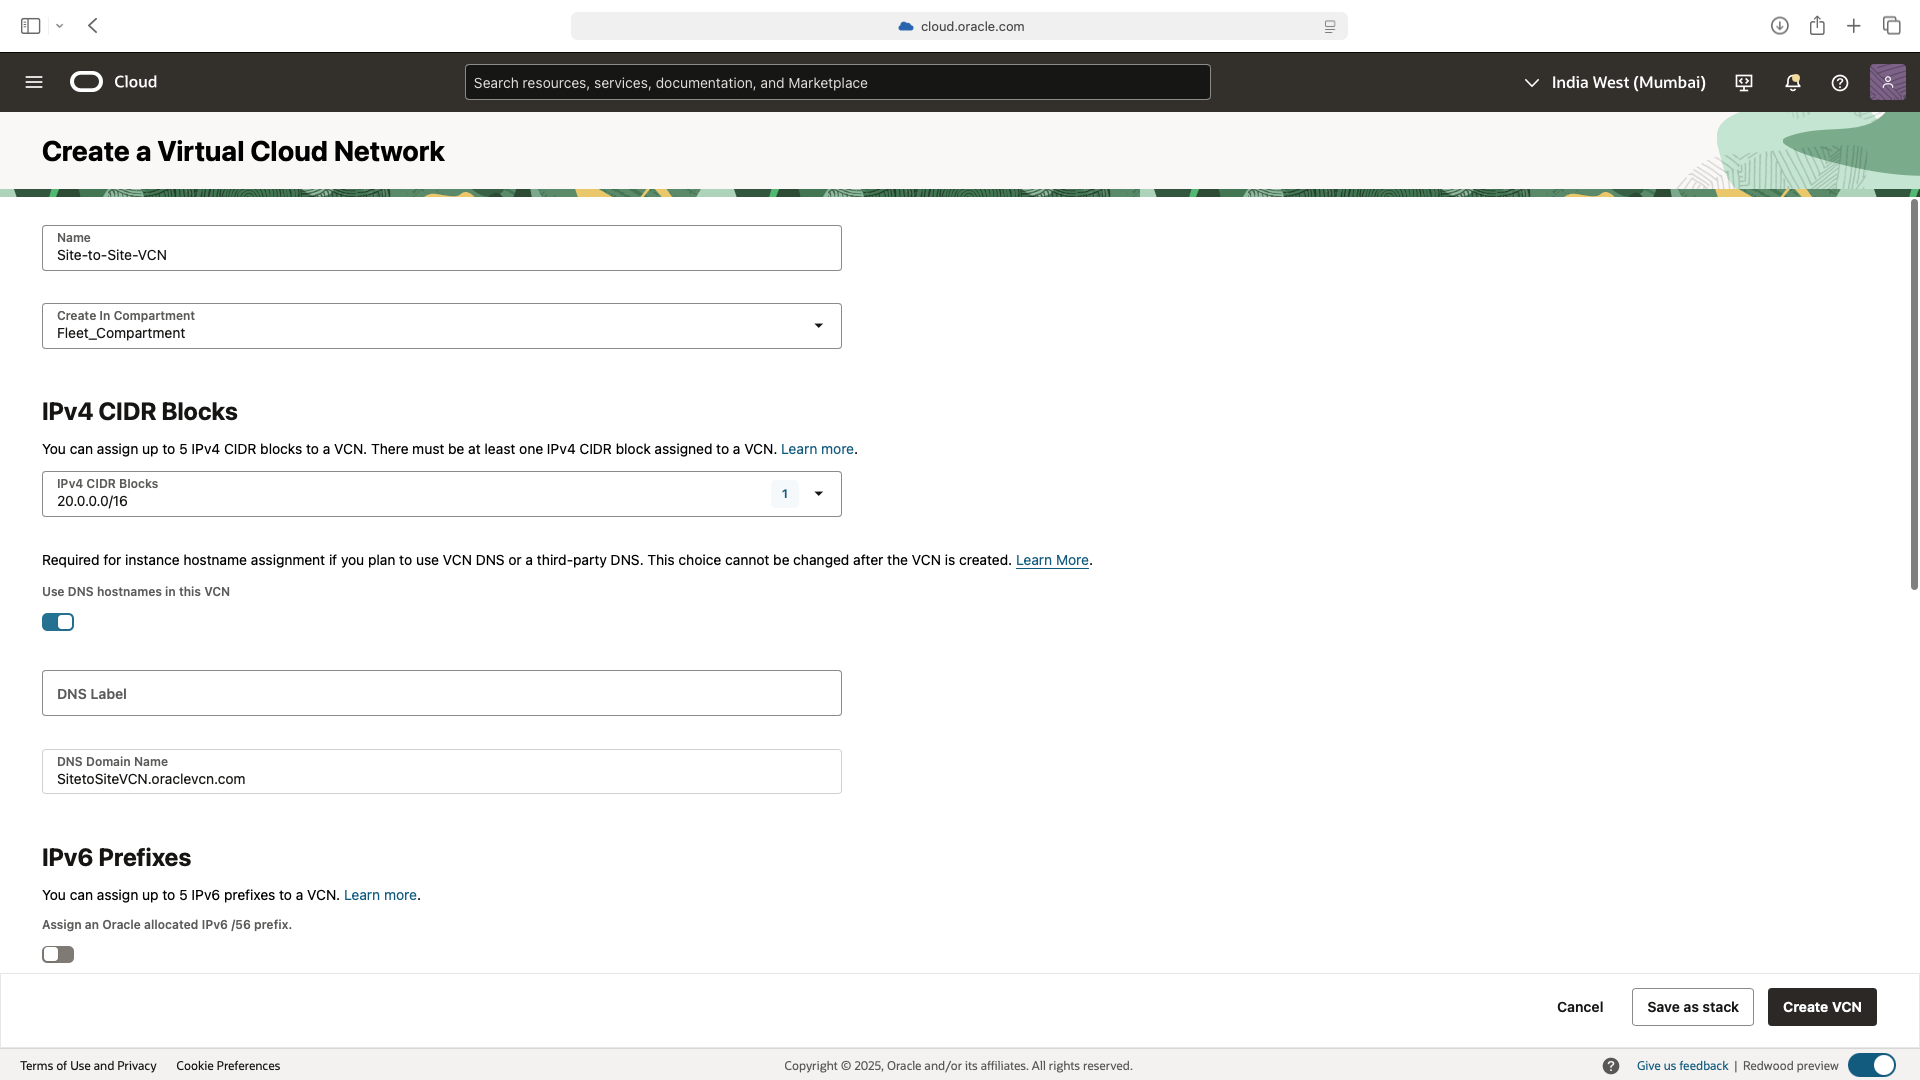 cloud.oracle.com
Cloud
Search resources, services, documentation, and Marketplace
India West (Mumbai)
Create a Virtual Cloud Network
Name
Site-to-Site-VCN
Create In Compartment
Fleet_Compartment
IPv4 CIDR Blocks
You can assign up to 5 IPv4 CIDR blocks to a VCN. There must be at least one IPv4 CIDR block assigned to a VCN. Learn more.
IPv4 CIDR Blocks
20.0.0.0/16
1
Required for instance hostname assignment if you plan to use VCN DNS or a third-party DNS. This choice cannot be changed after the VCN is created. Learn More.
Use DNS hostnames in this VCN
DNS Label
DNS Domain Name
SitetoSiteVCN.oraclevcn.com
IPv6 Prefixes
You can assign up to 5 IPv6 prefixes to a VCN. Learn more.
Assign an Oracle allocated IPv6 /56 prefix.
Cancel
Save as stack
Create VCN
Terms of Use and Privacy
Cookie Preferences
Copyright © 2025, Oracle and/or its affiliates. All rights reserved.
Give us feedback | Redwood preview